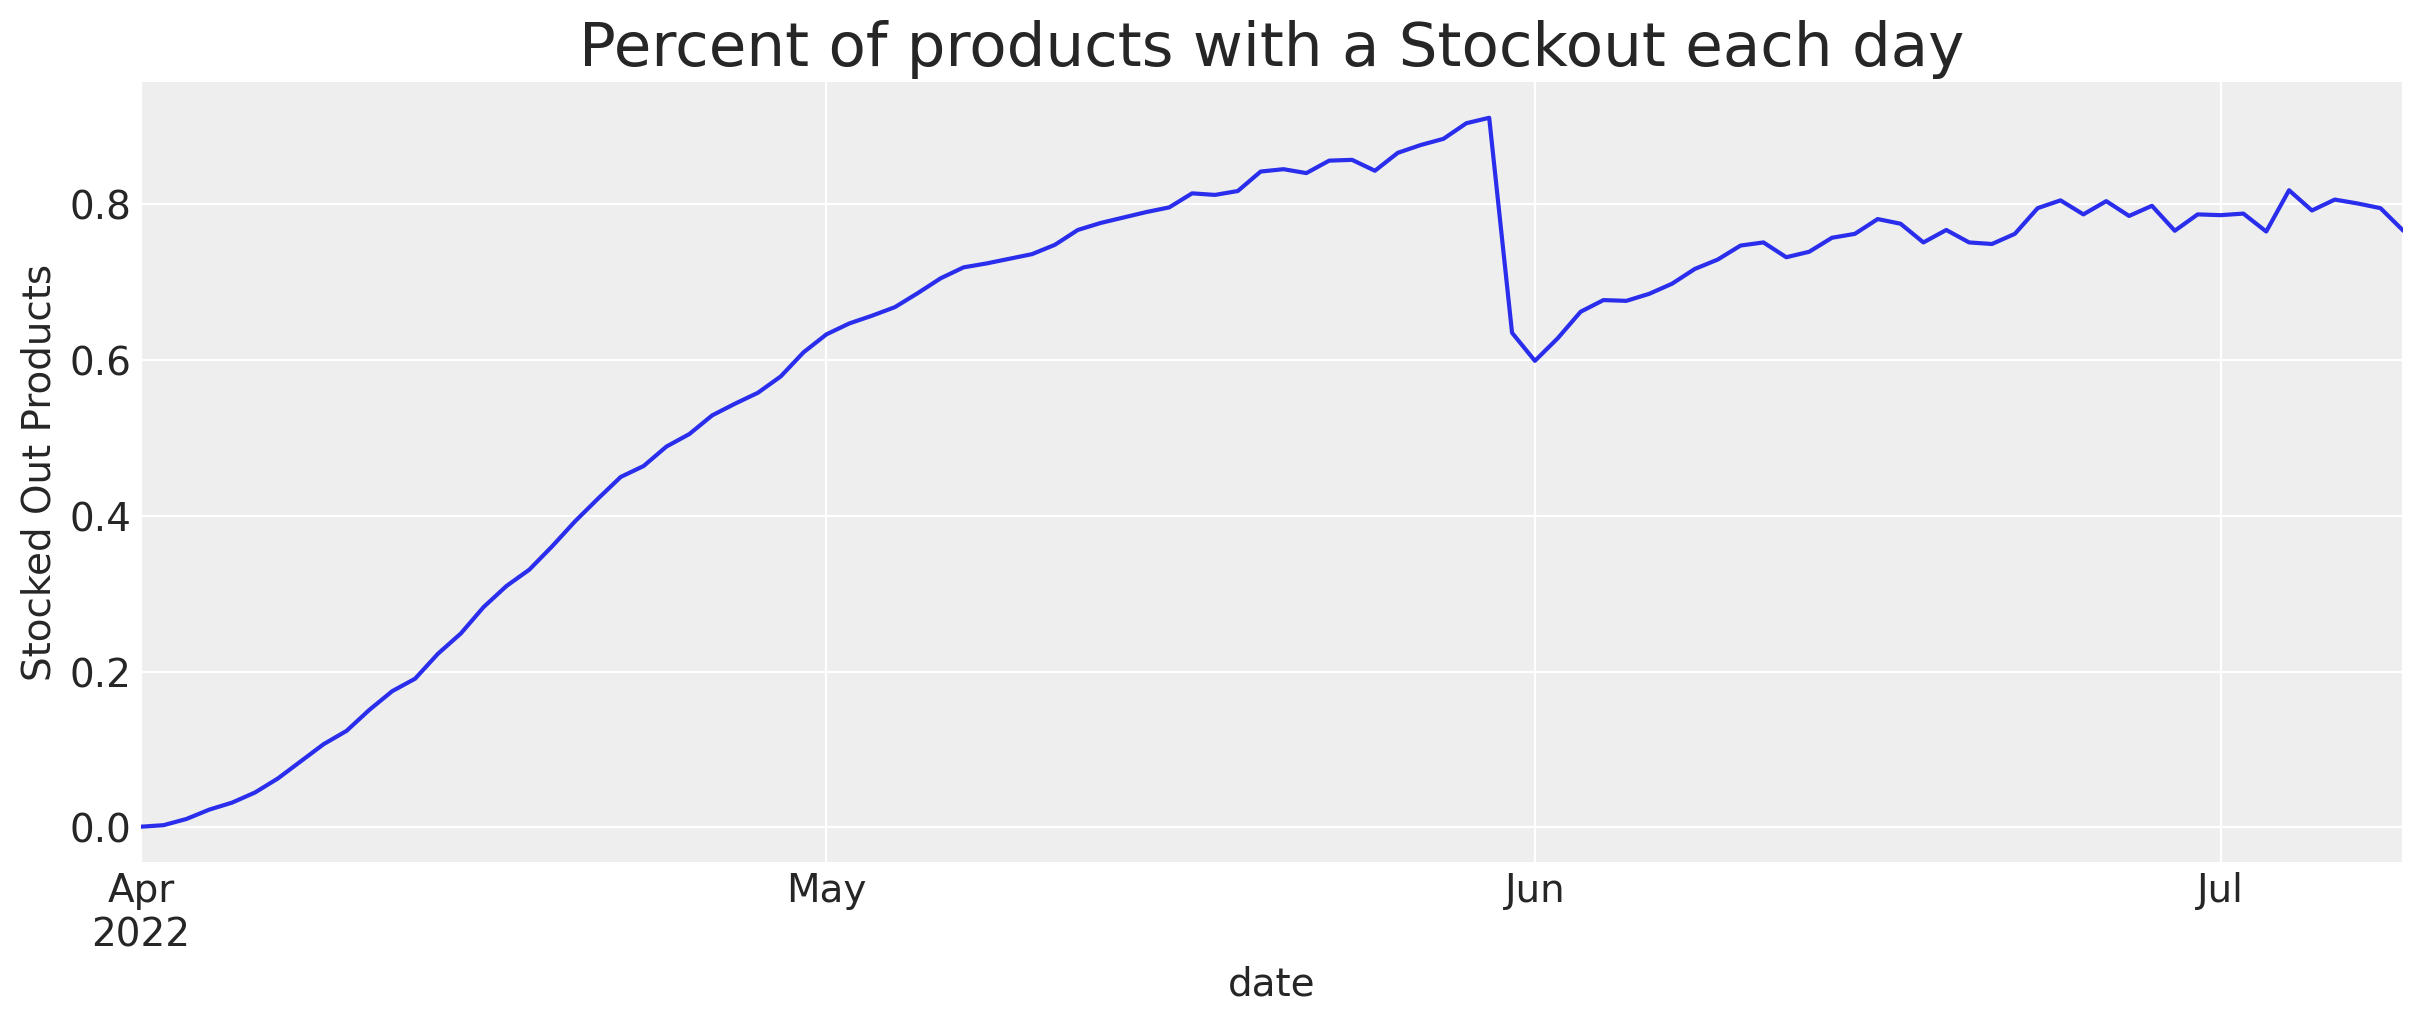 Percent of products with a Stockout each day
Stocked Out Products
0.8
0.6
0.4
0.2
0.0
Apr
2022
May
Jun
Jul
date